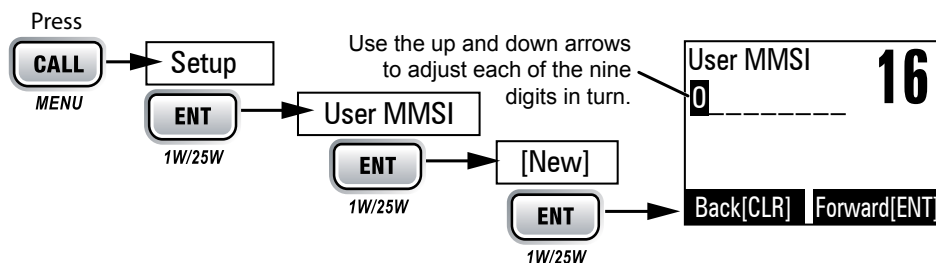 Press
CALL
MENU
Setup
ENT
1W/25W
User MMSI
ENT
1W/25W
[New]
ENT
1W/25W
Use the up and down arrows
to adjust each of the nine
digits in turn.
User MMSI 16
0________
Back[CLR] Forward[ENT]